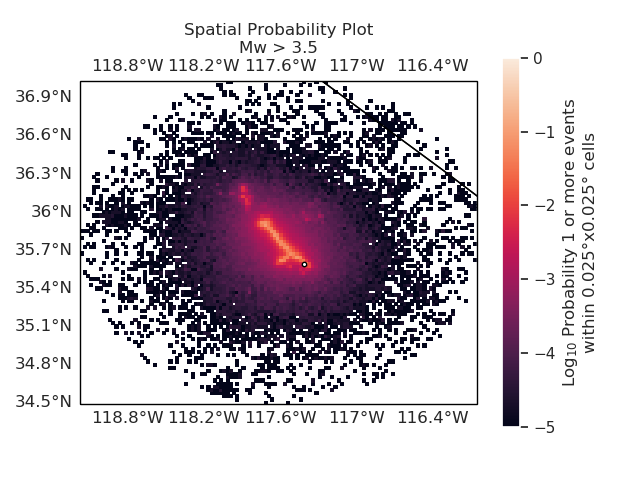 Spatial Probability Plot
Mw > 3.5
118.8°W 118.2°W 117.6°W 117°W 116.4°W
36.9°N
36.6°N
36.3°N
36°N
35.7°N
35.4°N
35.1°N
34.8°N
34.5°N
118.8°W 118.2°W 117.6°W 117°W 116.4°W
0
−1
−2
−3
−4
−5
Log₁₀ Probability 1 or more events
within 0.025°x0.025° cells